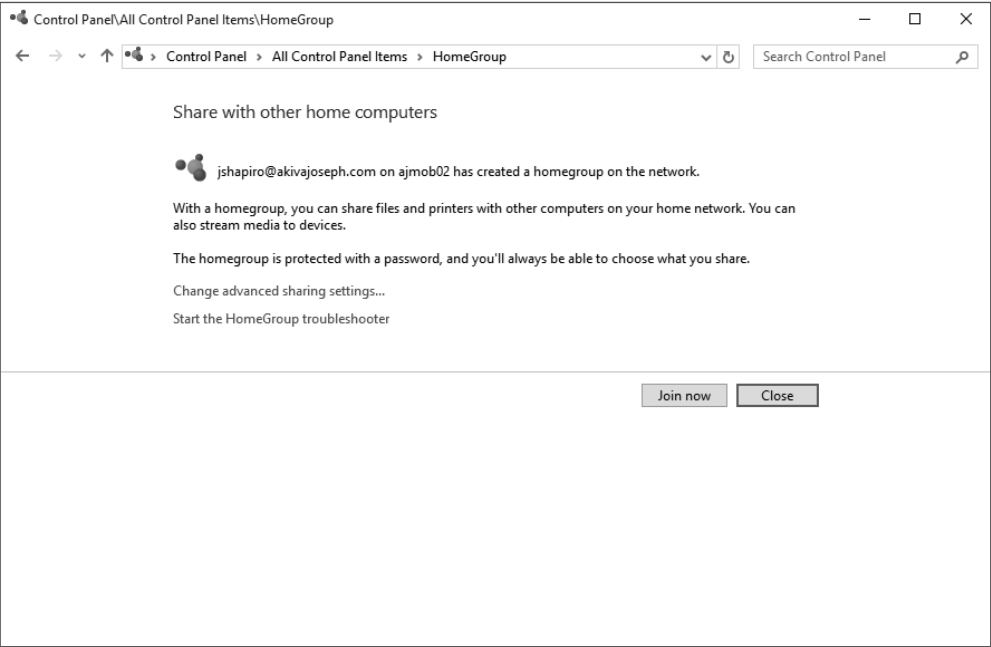 Control Panel\All Control Panel Items\HomeGroup
Control Panel > All Control Panel Items > HomeGroup
Search Control Panel
Share with other home computers
jshapiro@akivajoseph.com on ajmob02 has created a homegroup on the network.
With a homegroup, you can share files and printers with other computers on your home network. You can
also stream media to devices.
The homegroup is protected with a password, and you'll always be able to choose what you share.
Change advanced sharing settings...
Start the HomeGroup troubleshooter
Join now
Close